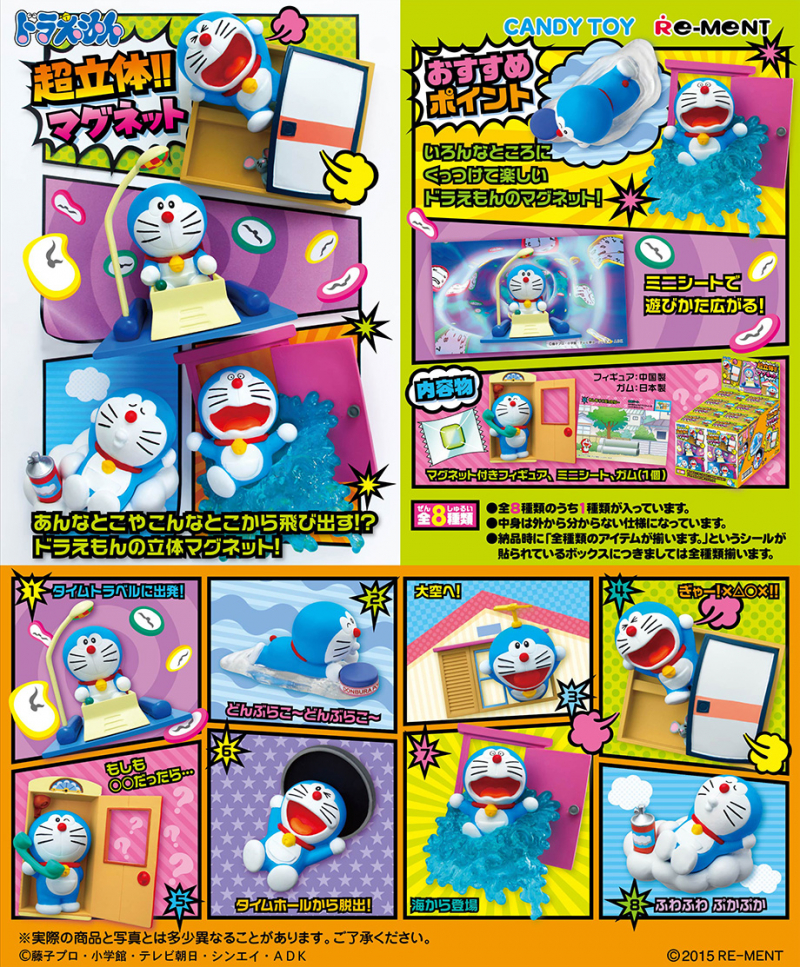 ドラえもん
超立体!!
マグネット
あんなとこやこんなとこから飛び出す!?
ドラえもんの立体マグネット!
CANDY TOY Re-MeNT
おすすめ
ポイント
いろんなところに
くっつけて楽しい
ドラえもんのマグネット!
ミニシートで
遊びかた広がる!
内容物
フィギュア:中国製
ガム:日本製
マグネット付きフィギュア、ミニシート、ガム(1個)
ぜん しゅるい
全8種類
●全8種類のうち1種類が入っています。
●中身は外から分からない仕様になっています。
●納品時に「全種類のアイテムが揃います。」というシールが
貼られているボックスにつきましては全種類揃います。
1 タイムトラベルに出発!
2
DONBURA
どんぶらこ〜どんぶらこ〜
大空へ!
3
4 ぎゃー!×△○×!!
もしも
○○だったら…
5
6
タイムホールから脱出!
7
海から登場
8
ふわふわ ぷかぷか
※実際の商品と写真とは多少異なることがあります。ご了承ください。
©藤子プロ・小学館・テレビ朝日・シンエイ・ADK
©2015 RE-MENT